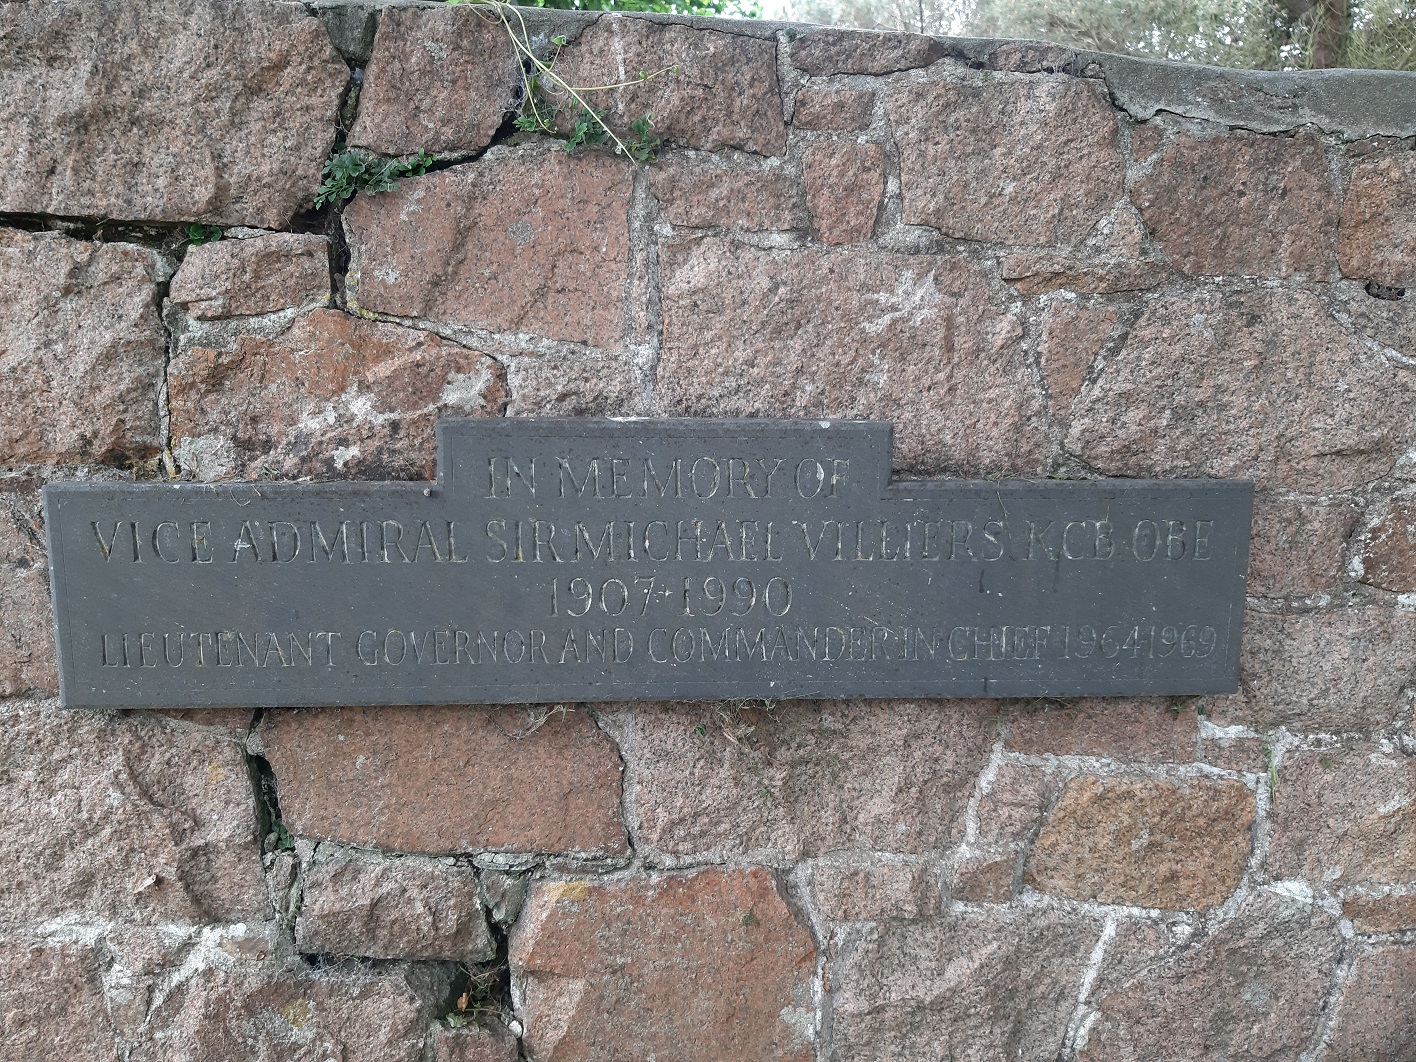 IN MEMORY OF
VICE ADMIRAL SIR MICHAEL VILLIERS KCB OBE
1907-1990
LIEUTENANT GOVERNOR AND COMMANDER IN CHIEF 1964-1969